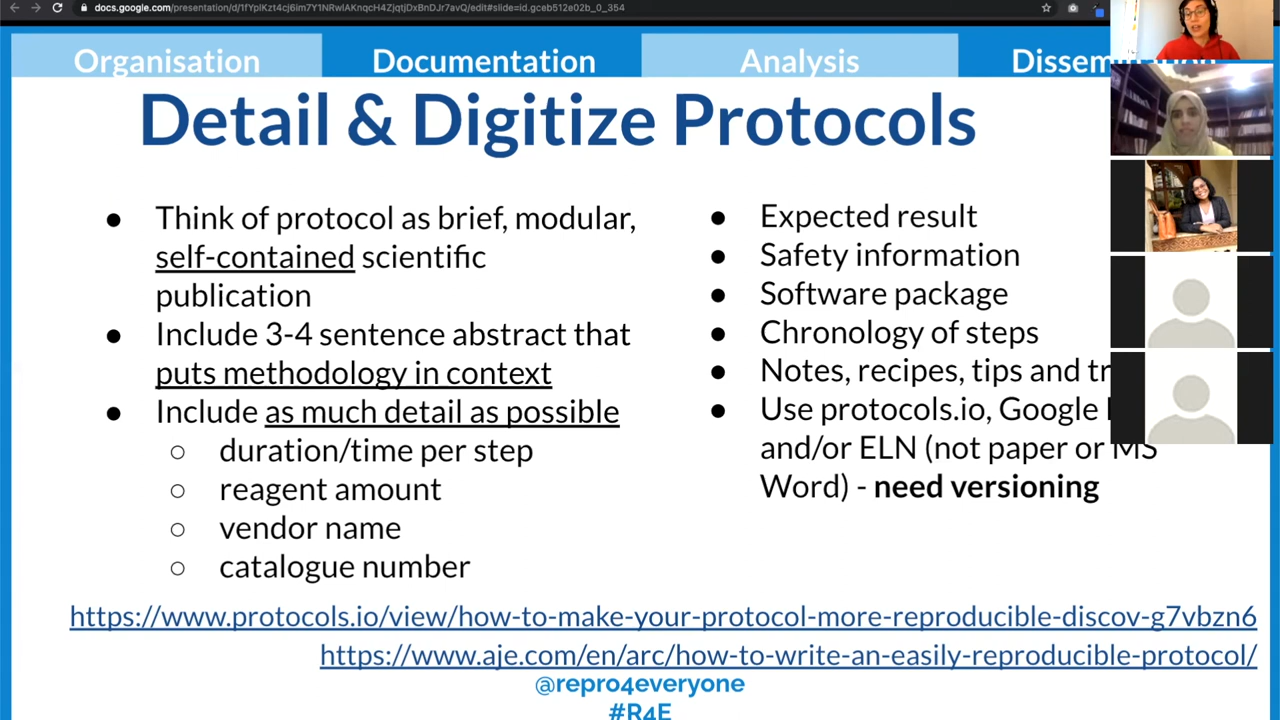 docs.google.com/presentation/d/1fYpIKzt4cj6im7Y1NRwIAKnqcH4ZjqtjDxBnDJr7avQ/edit#slide=id.gceb512e02b_0_354
Organisation
Documentation
Analysis
Detail & Digitize Protocols
● Think of protocol as brief, modular,
self-contained scientific
publication
● Include 3-4 sentence abstract that
puts methodology in context
● Include as much detail as possible
○ duration/time per step
○ reagent amount
○ vendor name
○ catalogue number
● Expected result
● Safety information
● Software package
● Chronology of steps
● Notes, recipes, tips and
● Use protocols.io, Google
and/or ELN (not paper or MS
Word) - need versioning
https://www.protocols.io/view/how-to-make-your-protocol-more-reproducible-discov-g7vbzn6
https://www.aje.com/en/arc/how-to-write-an-easily-reproducible-protocol/
@repro4everyone
#R4E